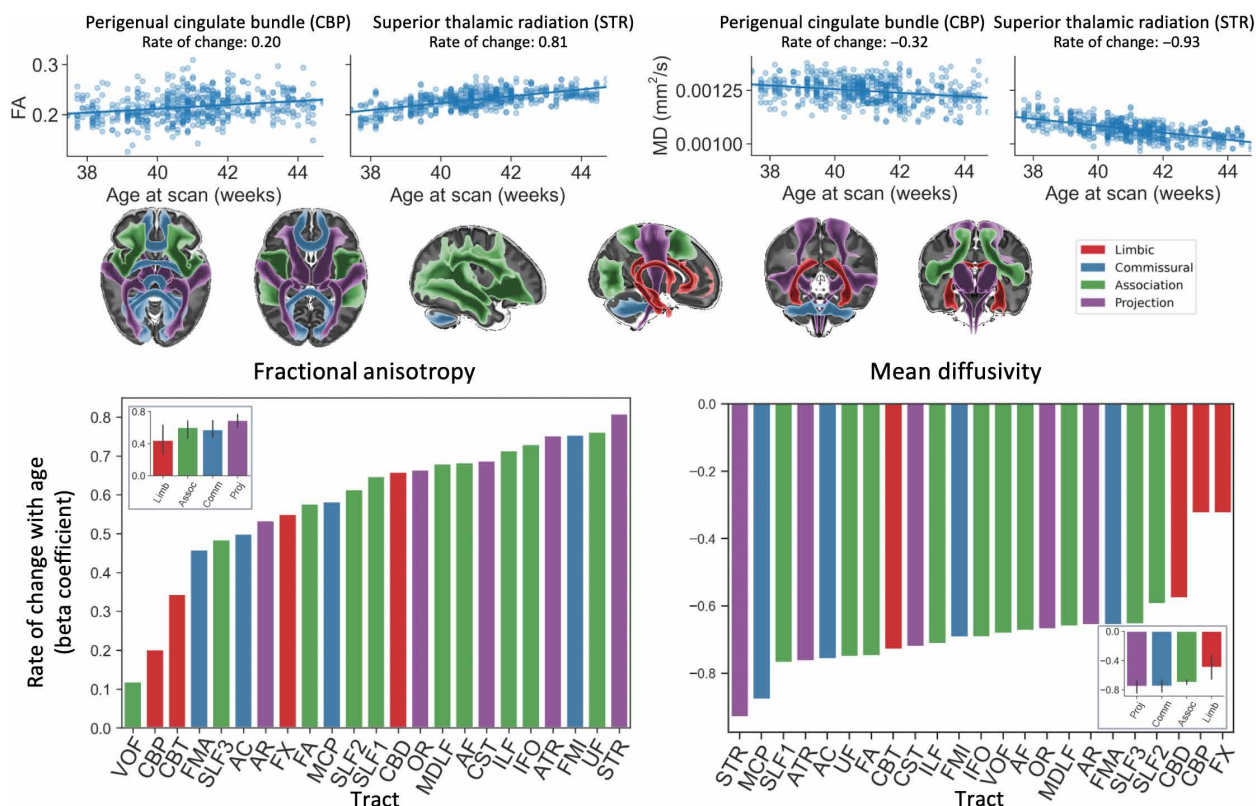 Perigenual cingulate bundle (CBP)
Rate of change: 0.20
Superior thalamic radiation (STR)
Rate of change: 0.81
Perigenual cingulate bundle (CBP)
Rate of change: −0.32
Superior thalamic radiation (STR)
Rate of change: −0.93
FA
0.3
0.2
38 40 42 44
Age at scan (weeks)
38 40 42 44
Age at scan (weeks)
MD (mm²/s)
0.00125
0.00100
38 40 42 44
Age at scan (weeks)
38 40 42 44
Age at scan (weeks)
Limbic
Commissural
Association
Projection
Fractional anisotropy
Rate of change with age
(beta coefficient)
0.8
0.7
0.6
0.5
0.4
0.3
0.2
0.1
0.0
0.8
0.4
0.0
Limb Assoc Comm Proj
VOF CBP CBT FMA SLF3 AC AR FX FA MCP SLF2 SLF1 CBD OR MDLF AF CST ILF IFO ATR FMI UF STR
Tract
Mean diffusivity
0.0
−0.2
−0.4
−0.6
−0.8
0.0
−0.4
−0.8
Proj Comm Assoc Limb
STR MCP SLF1 ATR AC UF FA CBT CST ILF FMI IFO VOF AF OR MDLF AR FMA SLF3 SLF2 CBD CBP FX
Tract